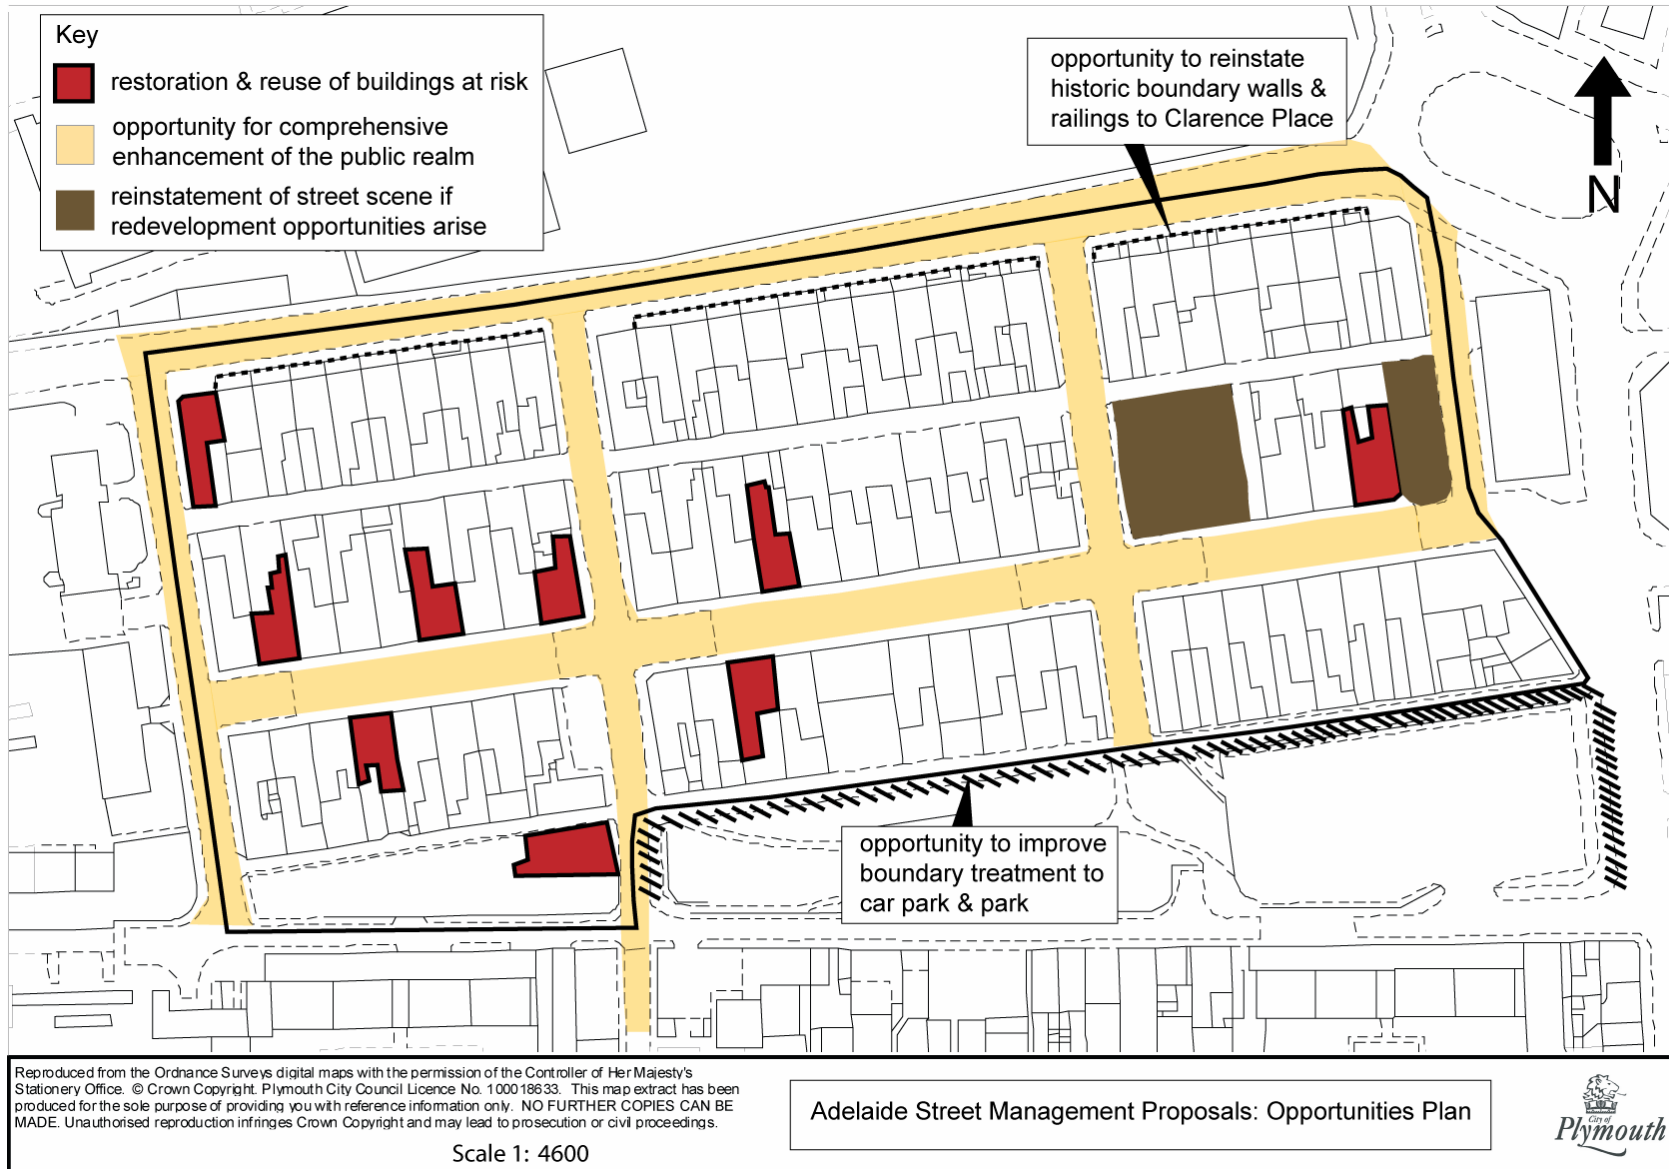 Key
restoration & reuse of buildings at risk
opportunity for comprehensive
enhancement of the public realm
reinstatement of street scene if
redevelopment opportunities arise
opportunity to reinstate
historic boundary walls &
railings to Clarence Place
N
opportunity to improve
boundary treatment to
car park & park
Reproduced from the Ordnance Surveys digital maps with the permission of the Controller of Her Majesty's
Stationery Office. © Crown Copyright. Plymouth City Council Licence No. 100018633. This map extract has been
produced for the sole purpose of providing you with reference information only. NO FURTHER COPIES CAN BE
MADE. Unauthorised reproduction infringes Crown Copyright and may lead to prosecution or civil proceedings.
Scale 1: 4600
Adelaide Street Management Proposals: Opportunities Plan
City of
Plymouth